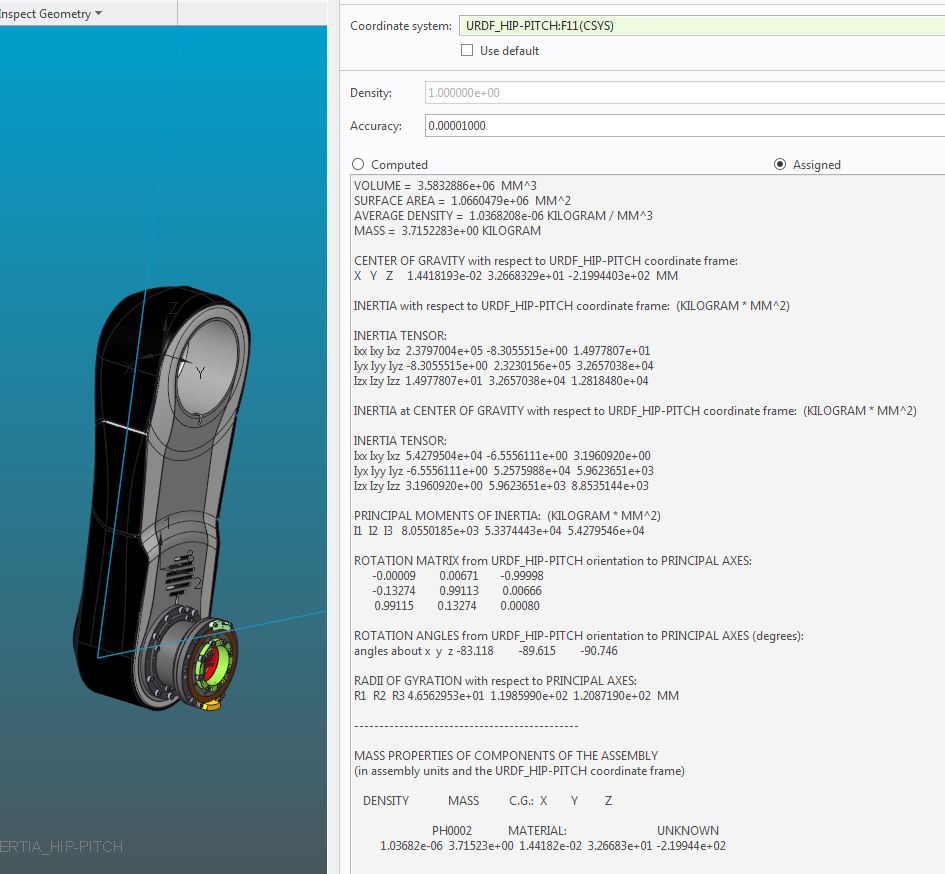 nspect Geometry
Coordinate system: URDF_HIP-PITCH:F11(CSYS)
Use default
Density: 1.000000e+00
Accuracy: 0.00001000
Computed Assigned
VOLUME = 3.5832886e+06 MM^3
SURFACE AREA = 1.0660479e+06 MM^2
AVERAGE DENSITY = 1.0368208e-06 KILOGRAM / MM^3
MASS = 3.7152283e+00 KILOGRAM
CENTER OF GRAVITY with respect to URDF_HIP-PITCH coordinate frame:
X Y Z 1.4418193e-02 3.2668329e+01 -2.1994403e+02 MM
INERTIA with respect to URDF_HIP-PITCH coordinate frame: (KILOGRAM * MM^2)
INERTIA TENSOR:
Ixx Ixy Ixz 2.3797004e+05 -8.3055515e+00 1.4977807e+01
Iyx Iyy Iyz -8.3055515e+00 2.3230156e+05 3.2657038e+04
Izx Izy Izz 1.4977807e+01 3.2657038e+04 1.2818480e+04
INERTIA at CENTER OF GRAVITY with respect to URDF_HIP-PITCH coordinate frame: (KILOGRAM * MM^2)
INERTIA TENSOR:
Ixx Ixy Ixz 5.4279504e+04 -6.5556111e+00 3.1960920e+00
Iyx Iyy Iyz -6.5556111e+00 5.2575988e+04 5.9623651e+03
Izx Izy Izz 3.1960920e+00 5.9623651e+03 8.8535144e+03
PRINCIPAL MOMENTS OF INERTIA: (KILOGRAM * MM^2)
I1 I2 I3 8.0550185e+03 5.3374443e+04 5.4279546e+04
ROTATION MATRIX from URDF_HIP-PITCH orientation to PRINCIPAL AXES:
-0.00009 0.00671 -0.99998
-0.13274 0.99113 0.00666
0.99115 0.13274 0.00080
ROTATION ANGLES from URDF_HIP-PITCH orientation to PRINCIPAL AXES (degrees):
angles about x y z -83.118 -89.615 -90.746
RADII OF GYRATION with respect to PRINCIPAL AXES:
R1 R2 R3 4.6562953e+01 1.1985990e+02 1.2087190e+02 MM
---------------------------------------------
MASS PROPERTIES OF COMPONENTS OF THE ASSEMBLY
(in assembly units and the URDF_HIP-PITCH coordinate frame)
DENSITY MASS C.G.: X Y Z
PH0002 MATERIAL: UNKNOWN
1.03682e-06 3.71523e+00 1.44182e-02 3.26683e+01 -2.19944e+02
Z
X
Y
1
2
ERTIA_HIP-PITCH